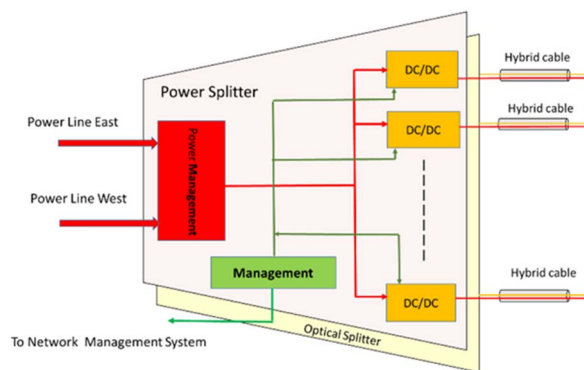 Power Splitter
Power Line East
Power Line West
Power Management
Management
To Network Management System
Optical Splitter
DC/DC
Hybrid cable
DC/DC
Hybrid cable
DC/DC
Hybrid cable